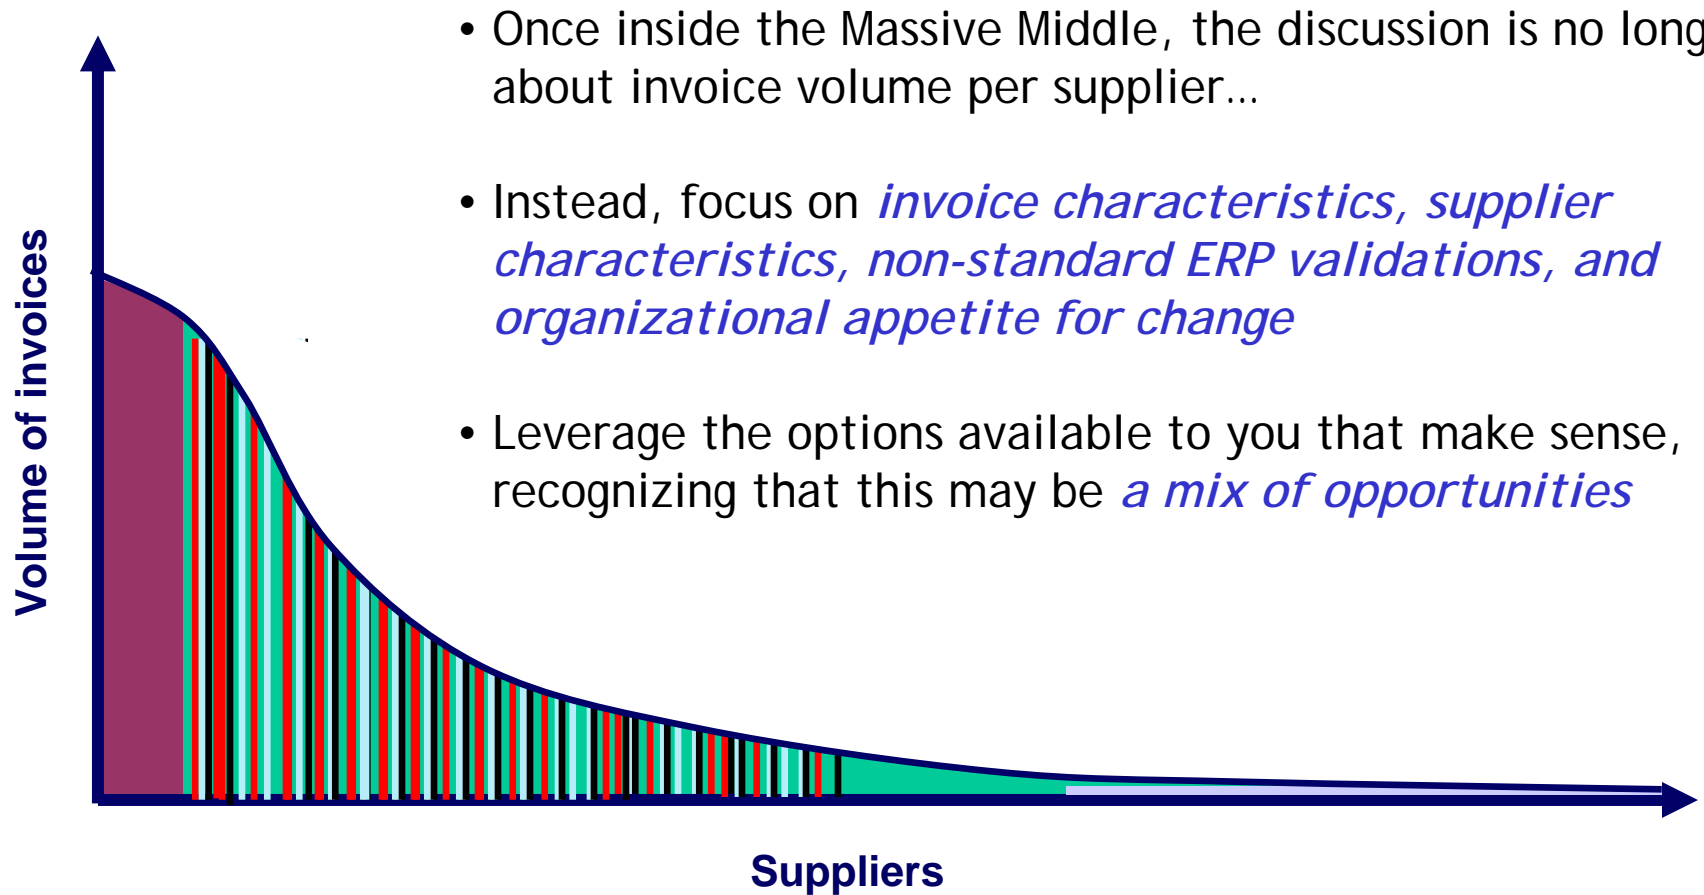 • Once inside the Massive Middle, the discussion is no long
about invoice volume per supplier…
• Instead, focus on invoice characteristics, supplier
characteristics, non-standard ERP validations, and
organizational appetite for change
• Leverage the options available to you that make sense,
recognizing that this may be a mix of opportunities
Volume of invoices
Suppliers